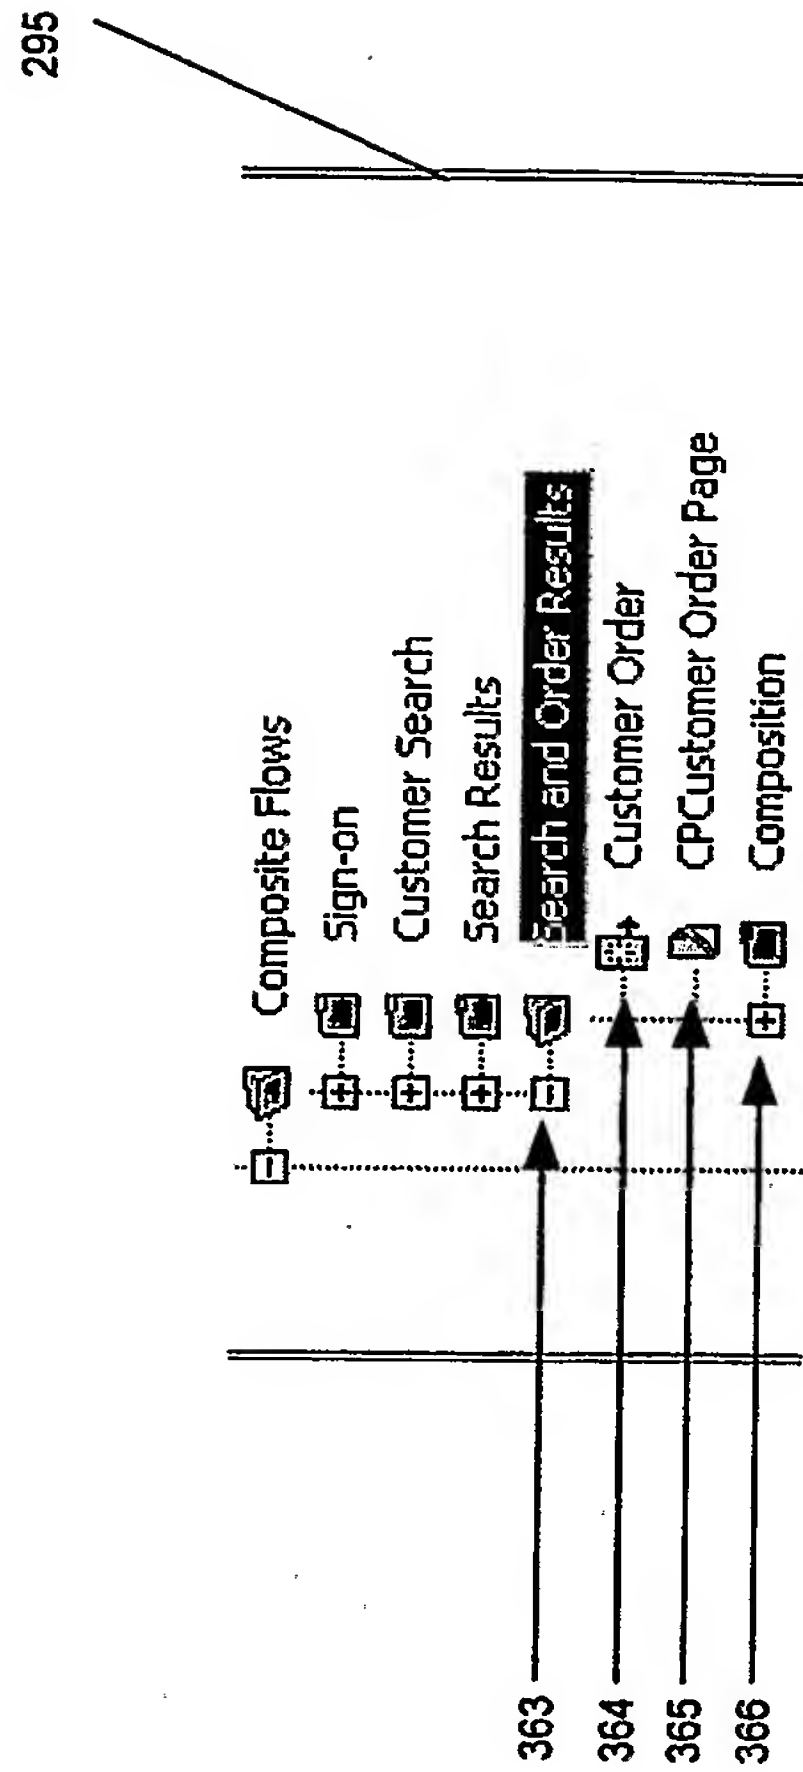 295
Composite Flows
Sign-on
Customer Search
Search Results
363 Search and Order Results
364 Customer Order
365 CPCustomer Order Page
366 Composition